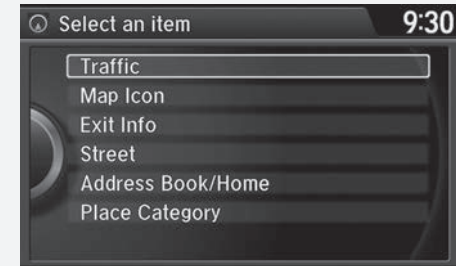 Select an item
9:30
Traffic
Map Icon
Exit Info
Street
Address Book/Home
Place Category